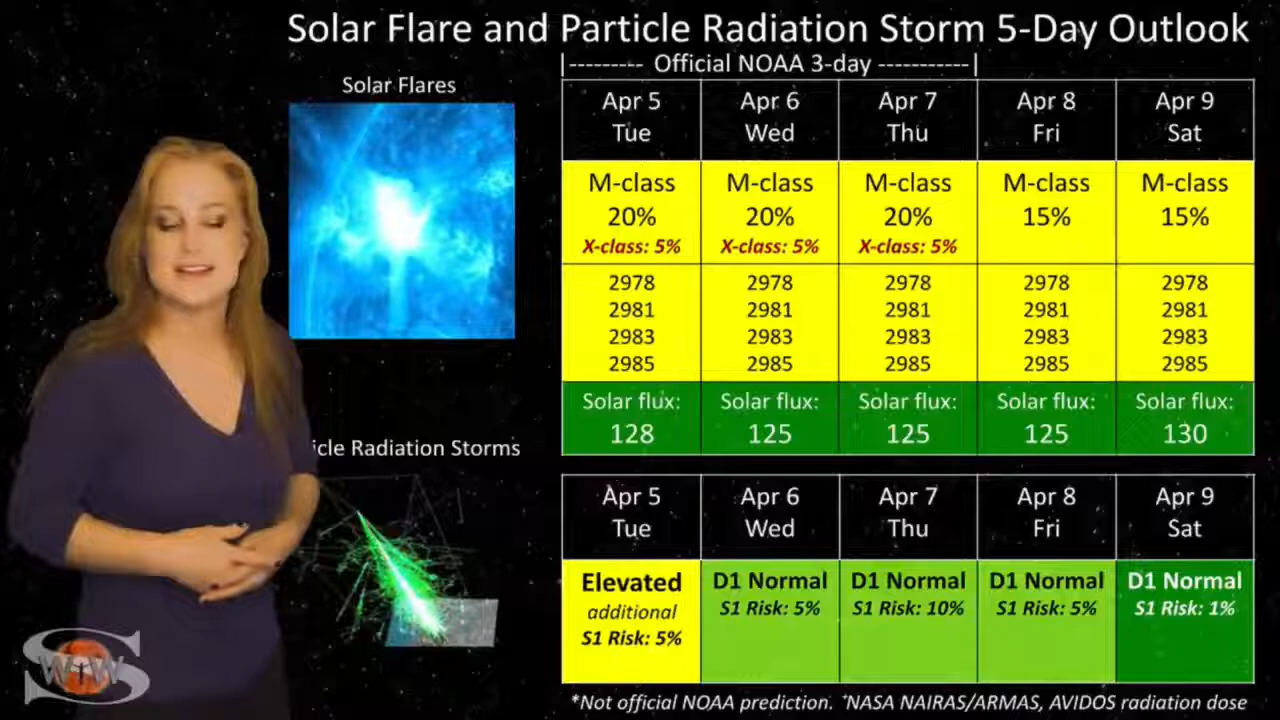 Solar Flare and Particle Radiation Storm 5-Day Outlook
|--------- Official NOAA 3-day -----------|
Solar Flares
Apr 5 Apr 6 Apr 7 Apr 8 Apr 9
Tue Wed Thu Fri Sat
M-class M-class M-class M-class M-class
20% 20% 20% 15% 15%
X-class: 5% X-class: 5% X-class: 5%
2978 2978 2978 2978 2978
2981 2981 2981 2981 2981
2983 2983 2983 2983 2983
2985 2985 2985 2985 2985
Solar flux: Solar flux: Solar flux: Solar flux: Solar flux:
128 125 125 125 130
icle Radiation Storms
Apr 5 Apr 6 Apr 7 Apr 8 Apr 9
Tue Wed Thu Fri Sat
Elevated D1 Normal D1 Normal D1 Normal D1 Normal
additional S1 Risk: 5% S1 Risk: 10% S1 Risk: 5% S1 Risk: 1%
S1 Risk: 5%
*Not official NOAA prediction. ⁺NASA NAIRAS/ARMAS, AVIDOS radiation dose
S
WTW